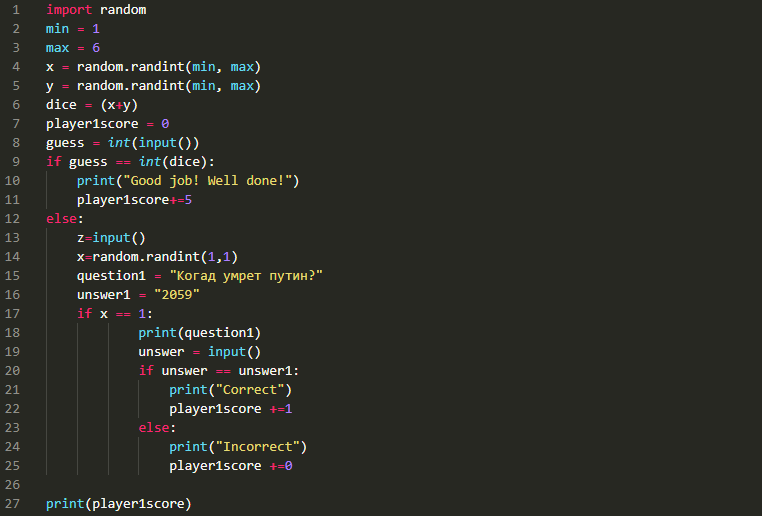 1 import random
2 min = 1
3 max = 6
4 x = random.randint(min, max)
5 y = random.randint(min, max)
6 dice = (x+y)
7 player1score = 0
8 guess = int(input())
9 if guess == int(dice):
10     print("Good job! Well done!")
11     player1score+=5
12 else:
13     z=input()
14     x=random.randint(1,1)
15     question1 = "Когад умрет путин?"
16     unswer1 = "2059"
17     if x == 1:
18             print(question1)
19             unswer = input()
20             if unswer == unswer1:
21                 print("Correct")
22                 player1score +=1
23             else:
24                 print("Incorrect")
25                 player1score +=0
26
27 print(player1score)